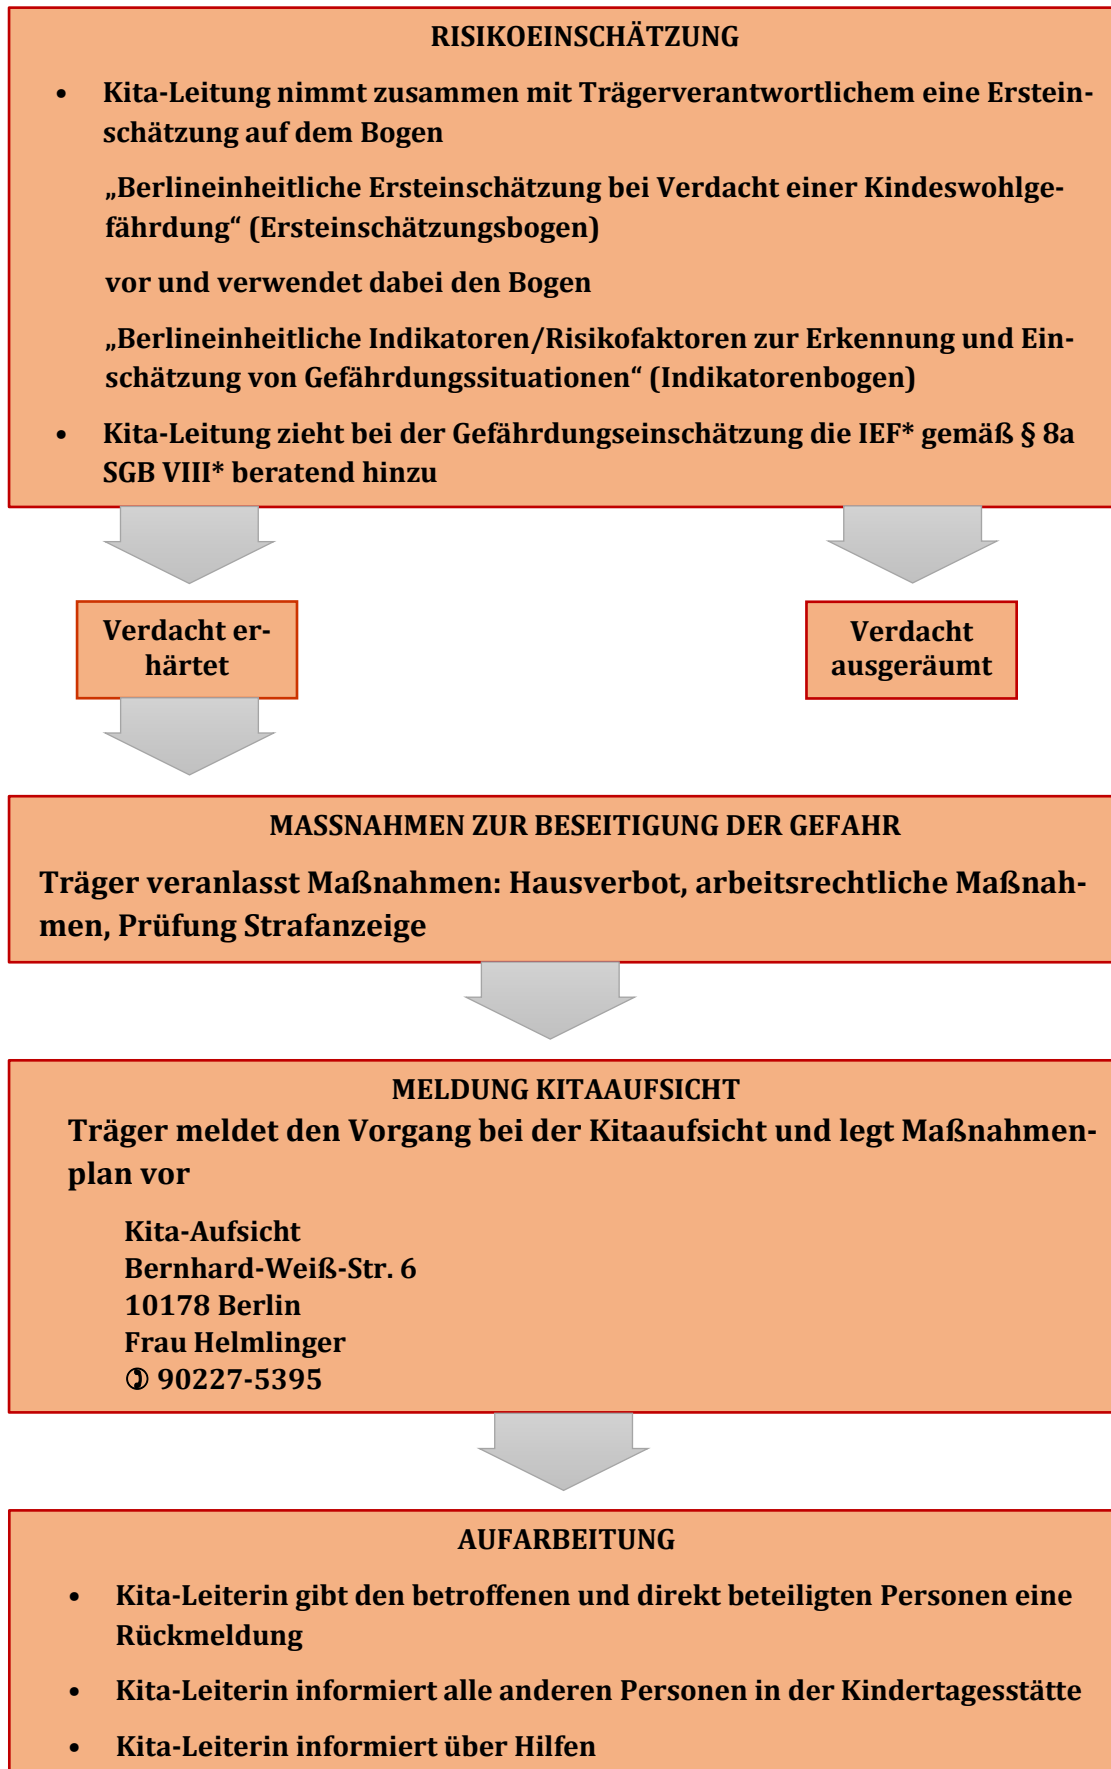 RISIKOEINSCHÄTZUNG
• Kita-Leitung nimmt zusammen mit Trägerverantwortlichem eine Erstein-
schätzung auf dem Bogen
„Berlineinheitliche Ersteinschätzung bei Verdacht einer Kindeswohlge-
fährdung“ (Ersteinschätzungsbogen)
vor und verwendet dabei den Bogen
„Berlineinheitliche Indikatoren/Risikofaktoren zur Erkennung und Ein-
schätzung von Gefährdungssituationen“ (Indikatorenbogen)
• Kita-Leitung zieht bei der Gefährdungseinschätzung die IEF* gemäß § 8a
SGB VIII* beratend hinzu
Verdacht er-
härtet
Verdacht
ausgeräumt
MASSNAHMEN ZUR BESEITIGUNG DER GEFAHR
Träger veranlasst Maßnahmen: Hausverbot, arbeitsrechtliche Maßnah-
men, Prüfung Strafanzeige
MELDUNG KITAAUFSICHT
Träger meldet den Vorgang bei der Kitaaufsicht und legt Maßnahmen-
plan vor
Kita-Aufsicht
Bernhard-Weiß-Str. 6
10178 Berlin
Frau Helmlinger
✆ 90227-5395
AUFARBEITUNG
• Kita-Leiterin gibt den betroffenen und direkt beteiligten Personen eine
Rückmeldung
• Kita-Leiterin informiert alle anderen Personen in der Kindertagesstätte
• Kita-Leiterin informiert über Hilfen